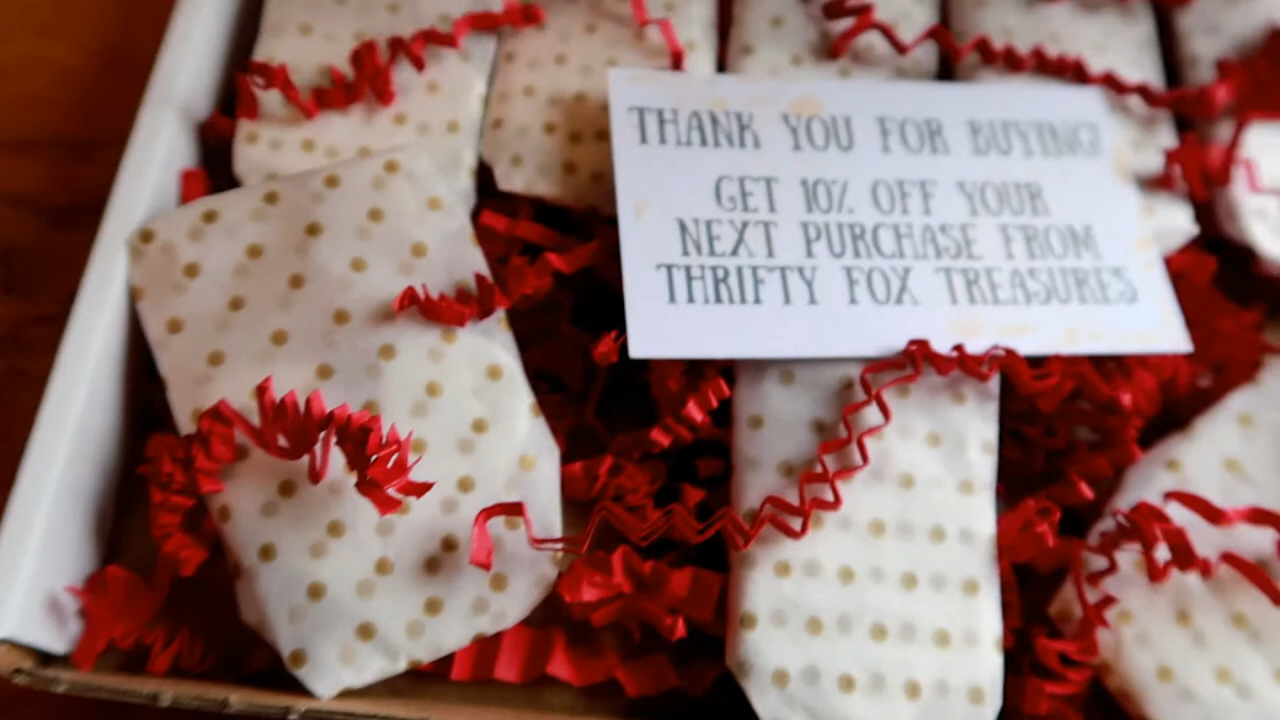 THANK YOU FOR BUYING!
GET 10% OFF YOUR
NEXT PURCHASE FROM
THRIFTY FOX TREASURES